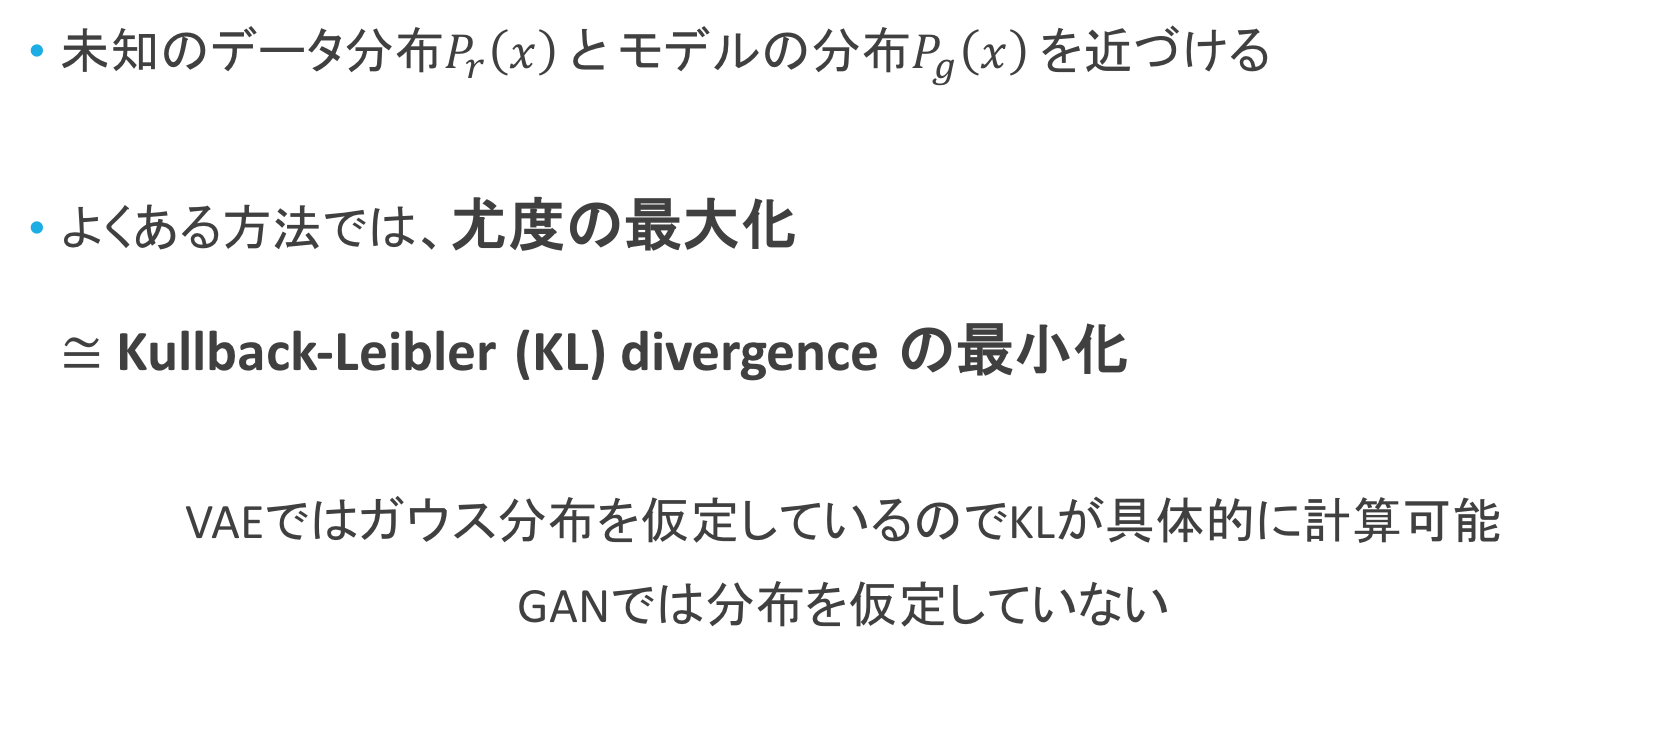 • 未知のデータ分布Pr(x) とモデルの分布Pg(x) を近づける
• よくある方法では、尤度の最大化
≅ Kullback-Leibler (KL) divergence の最小化
VAEではガウス分布を仮定しているのでKLが具体的に計算可能
GANでは分布を仮定していない